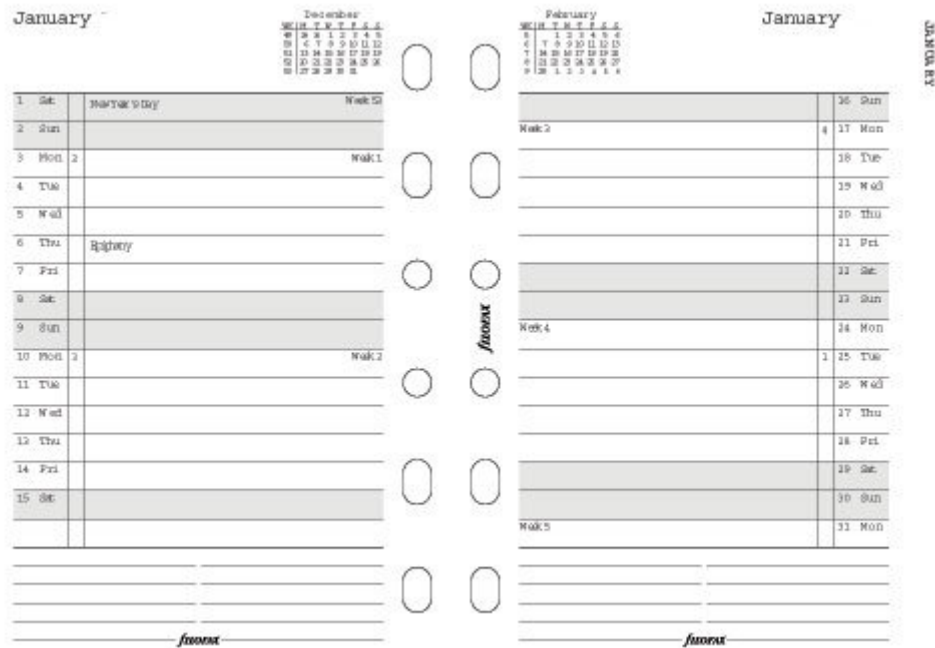 January
December
February
January
JANUARY
1 Sat New Year's Day Week 53
2 Sun
3 Mon 2 Week 1
4 Tue
5 Wed
6 Thu Epiphany
7 Fri
8 Sat
9 Sun
10 Mon 3 Week 2
11 Tue
12 Wed
13 Thu
14 Fri
15 Sat
16 Sun
Week 3 4 17 Mon
18 Tue
19 Wed
20 Thu
21 Fri
22 Sat
23 Sun
Week 4 24 Mon
1 25 Tue
26 Wed
27 Thu
28 Fri
29 Sat
30 Sun
Week 5 31 Mon
filofax
filofax
filofax